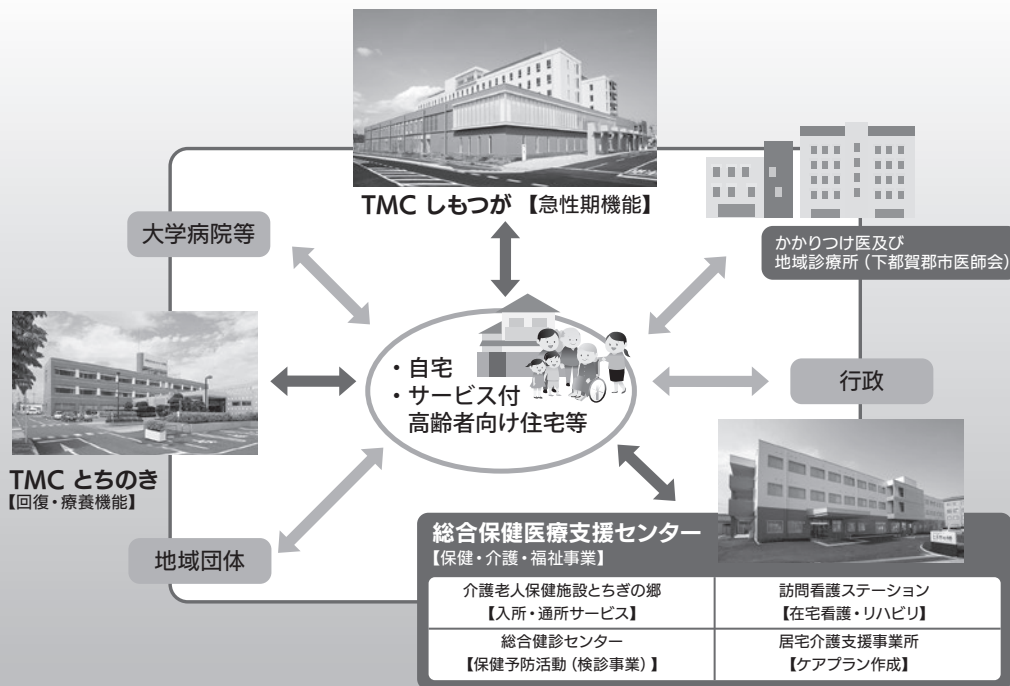 TMC しもつが 【急性期機能】
大学病院等
かかりつけ医及び
地域診療所（下都賀郡市医師会）
・自宅
・サービス付
高齢者向け住宅等
行政
TMC とちのき
【回復・療養機能】
地域団体
総合保健医療支援センター
【保健・介護・福祉事業】
介護老人保健施設とちぎの郷
【入所・通所サービス】
訪問看護ステーション
【在宅看護・リハビリ】
総合健診センター
【保健予防活動（検診事業）】
居宅介護支援事業所
【ケアプラン作成】